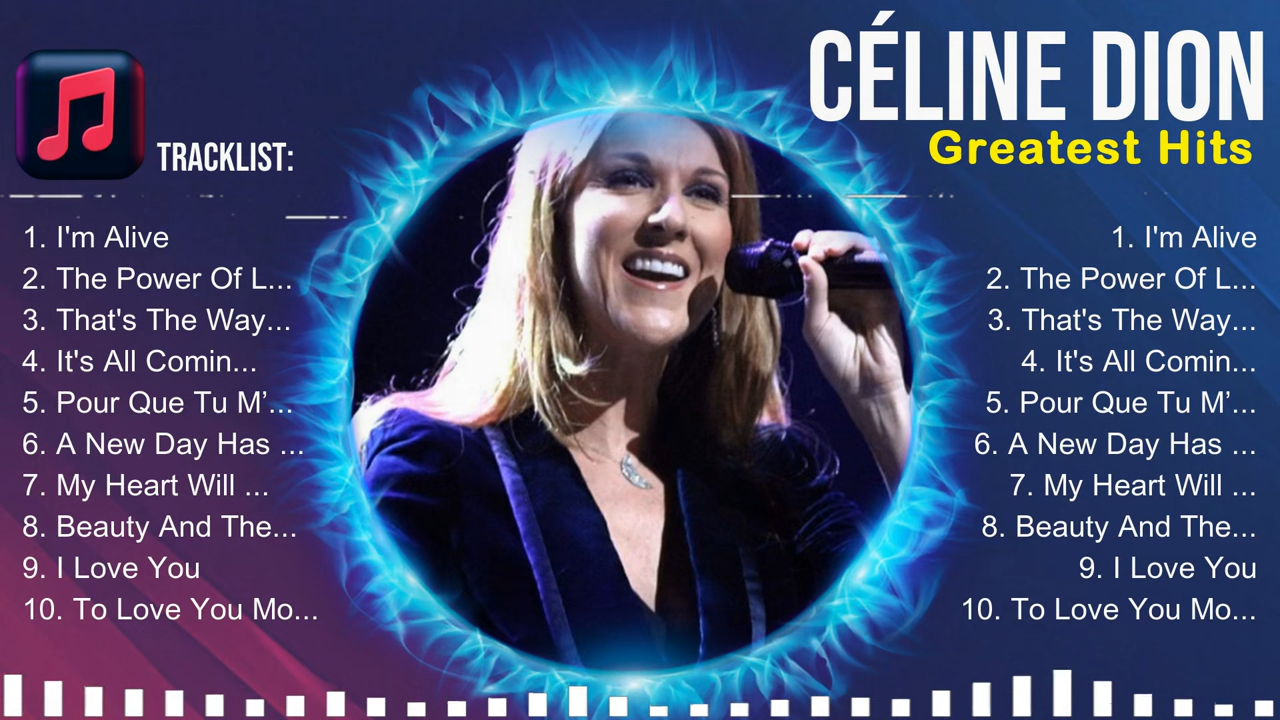 CÉLINE DION
Greatest Hits
TRACKLIST:
1. I'm Alive
2. The Power Of L...
3. That's The Way...
4. It's All Comin...
5. Pour Que Tu M’...
6. A New Day Has ...
7. My Heart Will ...
8. Beauty And The...
9. I Love You
10. To Love You Mo...
1. I'm Alive
2. The Power Of L...
3. That's The Way...
4. It's All Comin...
5. Pour Que Tu M’...
6. A New Day Has ...
7. My Heart Will ...
8. Beauty And The...
9. I Love You
10. To Love You Mo...